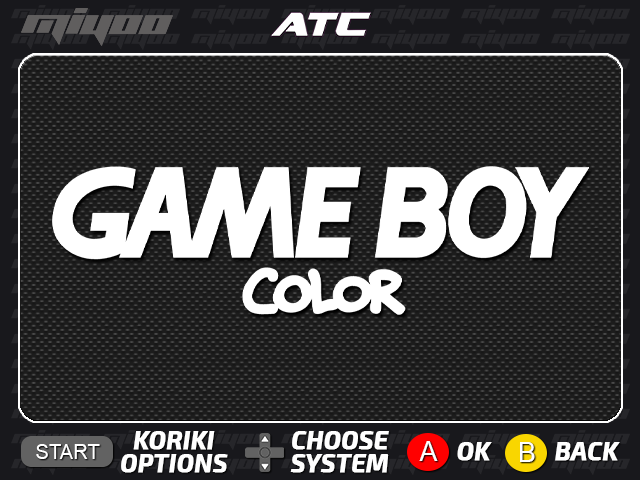 miyoo
ATC
GAME BOY
COLOR
START
KORIKI
OPTIONS
CHOOSE
SYSTEM
A
OK
B
BACK